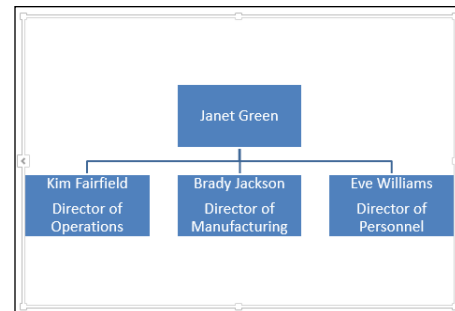 Janet Green
Kim Fairfield
Director of
Operations
Brady Jackson
Director of
Manufacturing
Eve Williams
Director of
Personnel